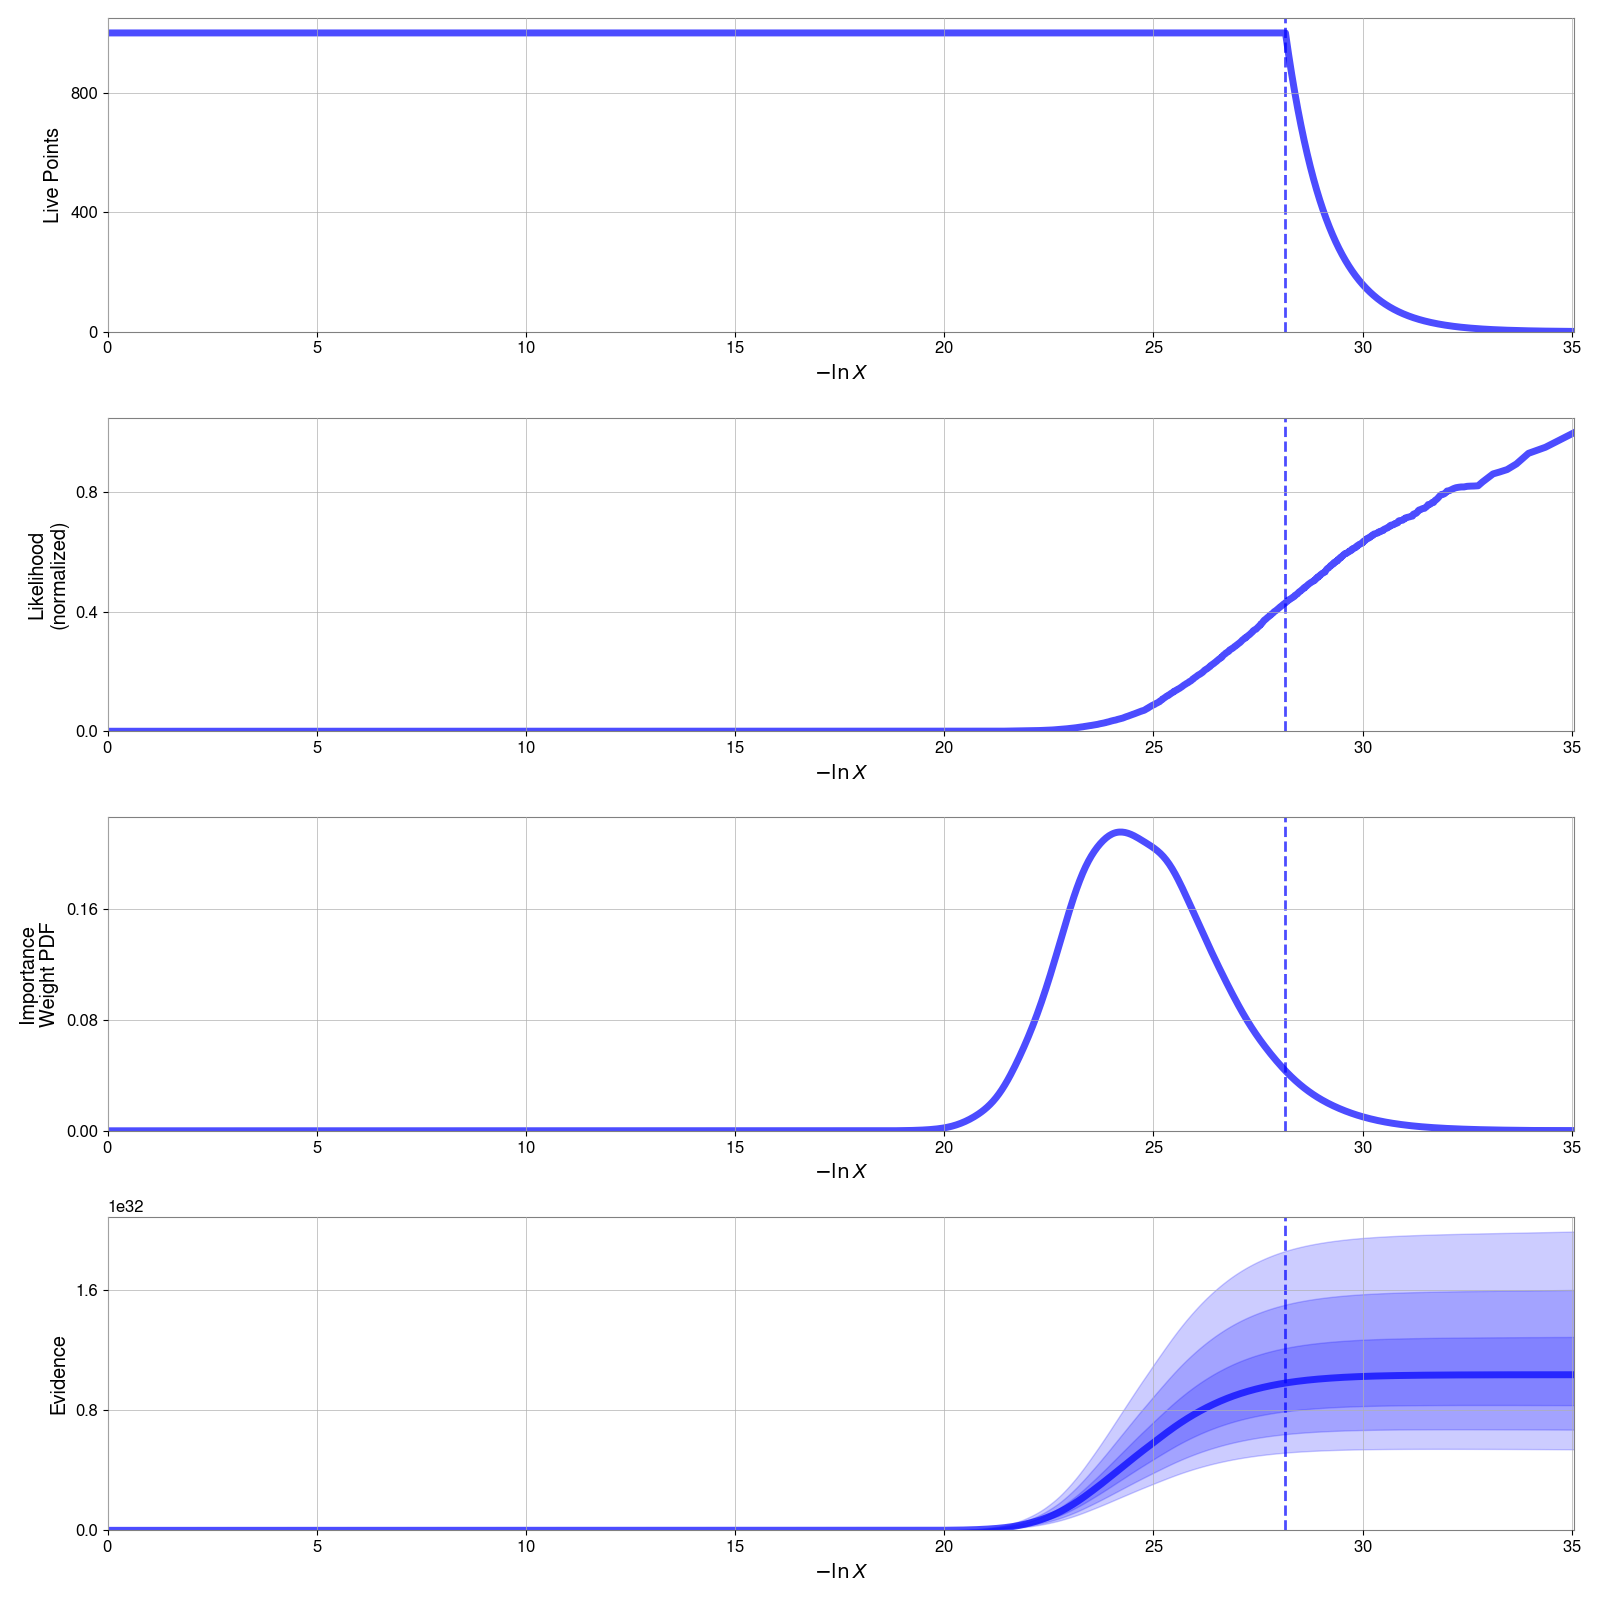 800
400
0
Live Points
0 5 10 15 20 25 30 35
−ln X
0.8
0.4
0.0
Likelihood
(normalized)
0 5 10 15 20 25 30 35
−ln X
0.16
0.08
0.00
Importance
Weight PDF
0 5 10 15 20 25 30 35
−ln X
1e32
1.6
0.8
0.0
Evidence
0 5 10 15 20 25 30 35
−ln X